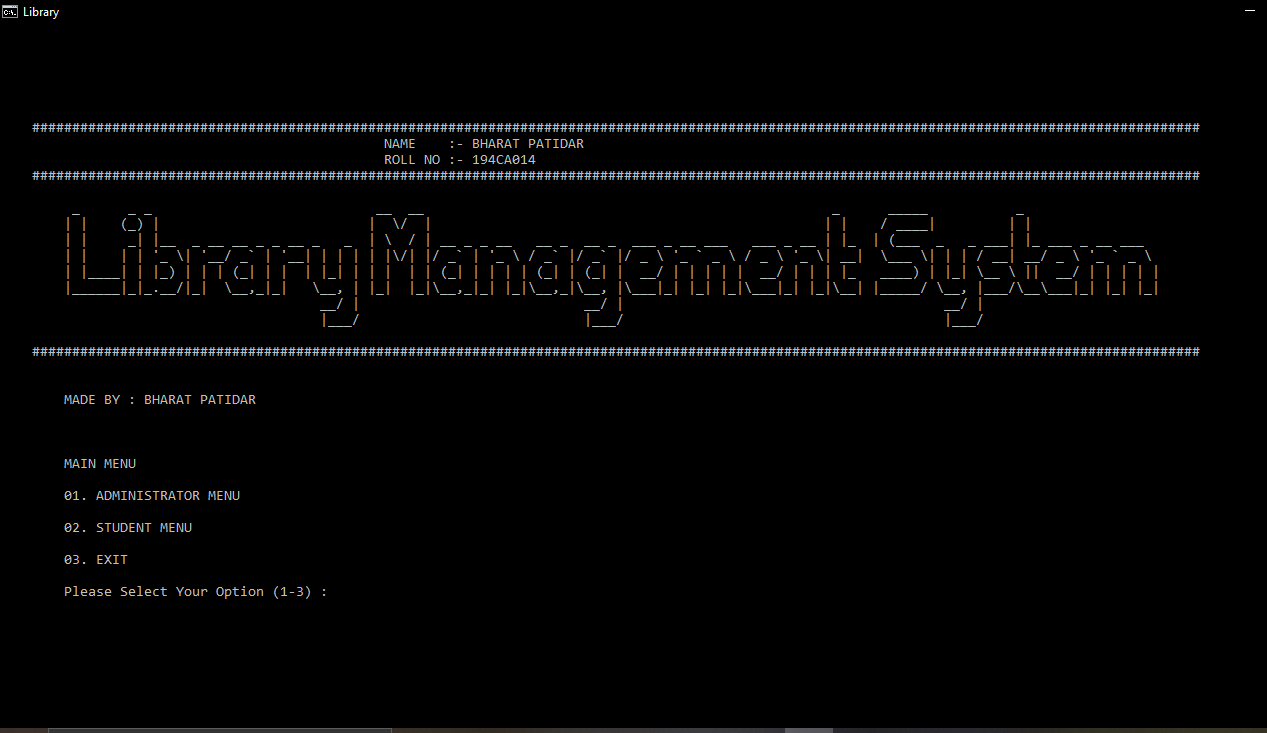 Library
################################################################################################################################################## 
NAME    :- BHARAT PATIDAR
ROLL NO :- 194CA014
##################################################################################################################################################
Library Management System
##################################################################################################################################################
MADE BY : BHARAT PATIDAR
MAIN MENU
01. ADMINISTRATOR MENU
02. STUDENT MENU
03. EXIT
Please Select Your Option (1-3) :